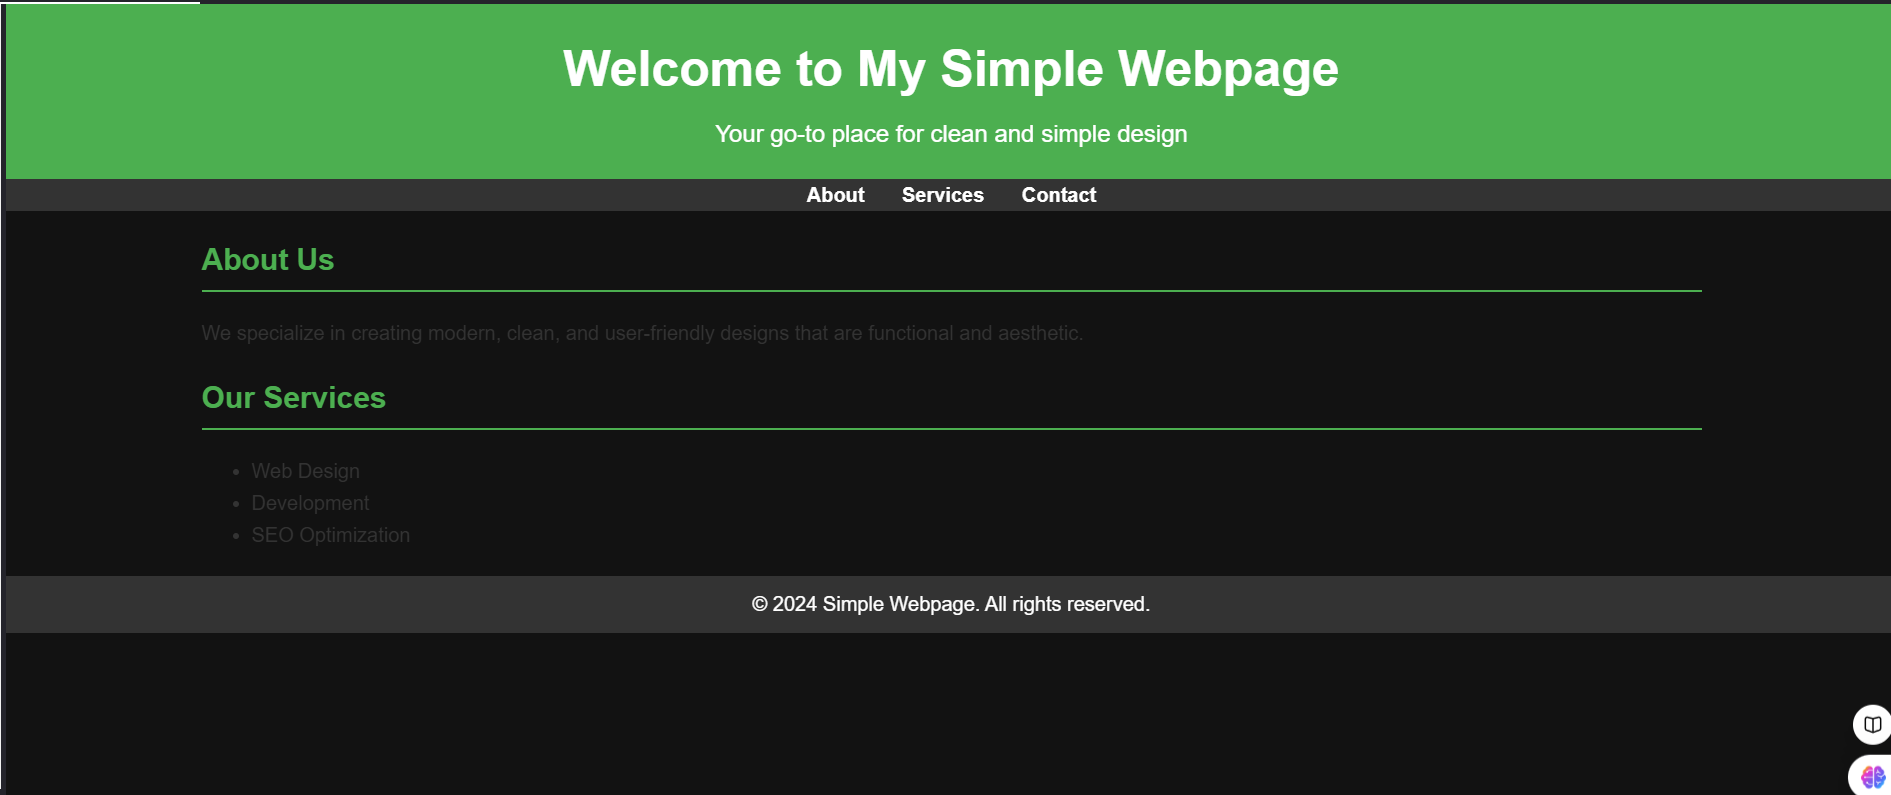 Welcome to My Simple Webpage
Your go-to place for clean and simple design
About Services Contact
About Us
We specialize in creating modern, clean, and user-friendly designs that are functional and aesthetic.
Our Services
• Web Design
• Development
• SEO Optimization
© 2024 Simple Webpage. All rights reserved.